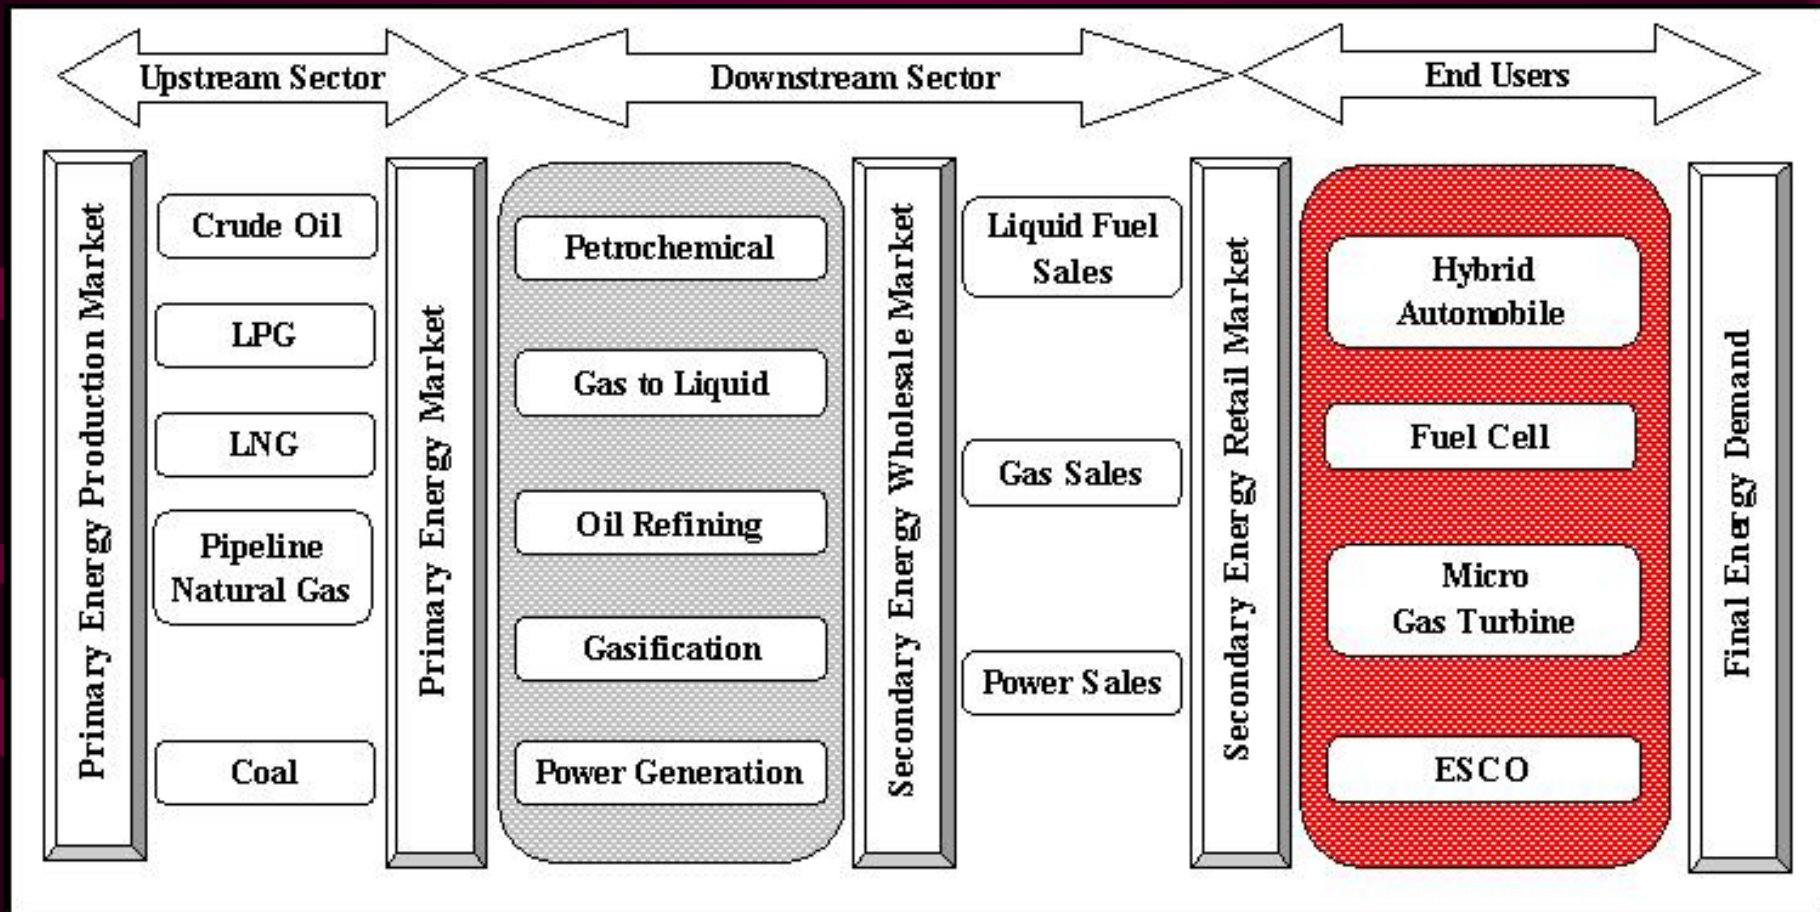 Upstream Sector
Downstream Sector
End Users
Primary Energy Production Market
Crude Oil
LPG
LNG
Pipeline
Natural Gas
Coal
Primary Energy Market
Petrochemical
Gas to Liquid
Oil Refining
Gasification
Power Generation
Secondary Energy Wholesale Market
Liquid Fuel
Sales
Gas Sales
Power Sales
Secondary Energy Retail Market
Hybrid
Automobile
Fuel Cell
Micro
Gas Turbine
ESCO
Final Energy Demand